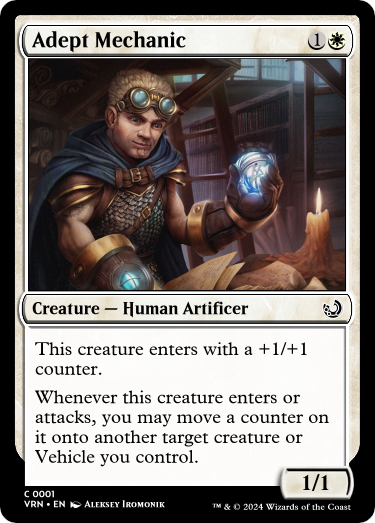 Adept Mechanic 1
Creature — Human Artificer
This creature enters with a +1/+1
counter.
Whenever this creature enters or
attacks, you may move a counter on
it onto another target creature or
Vehicle you control.
1/1
C 0001
VRN • EN Aleksey Iromonik
™ & © 2024 Wizards of the Coast